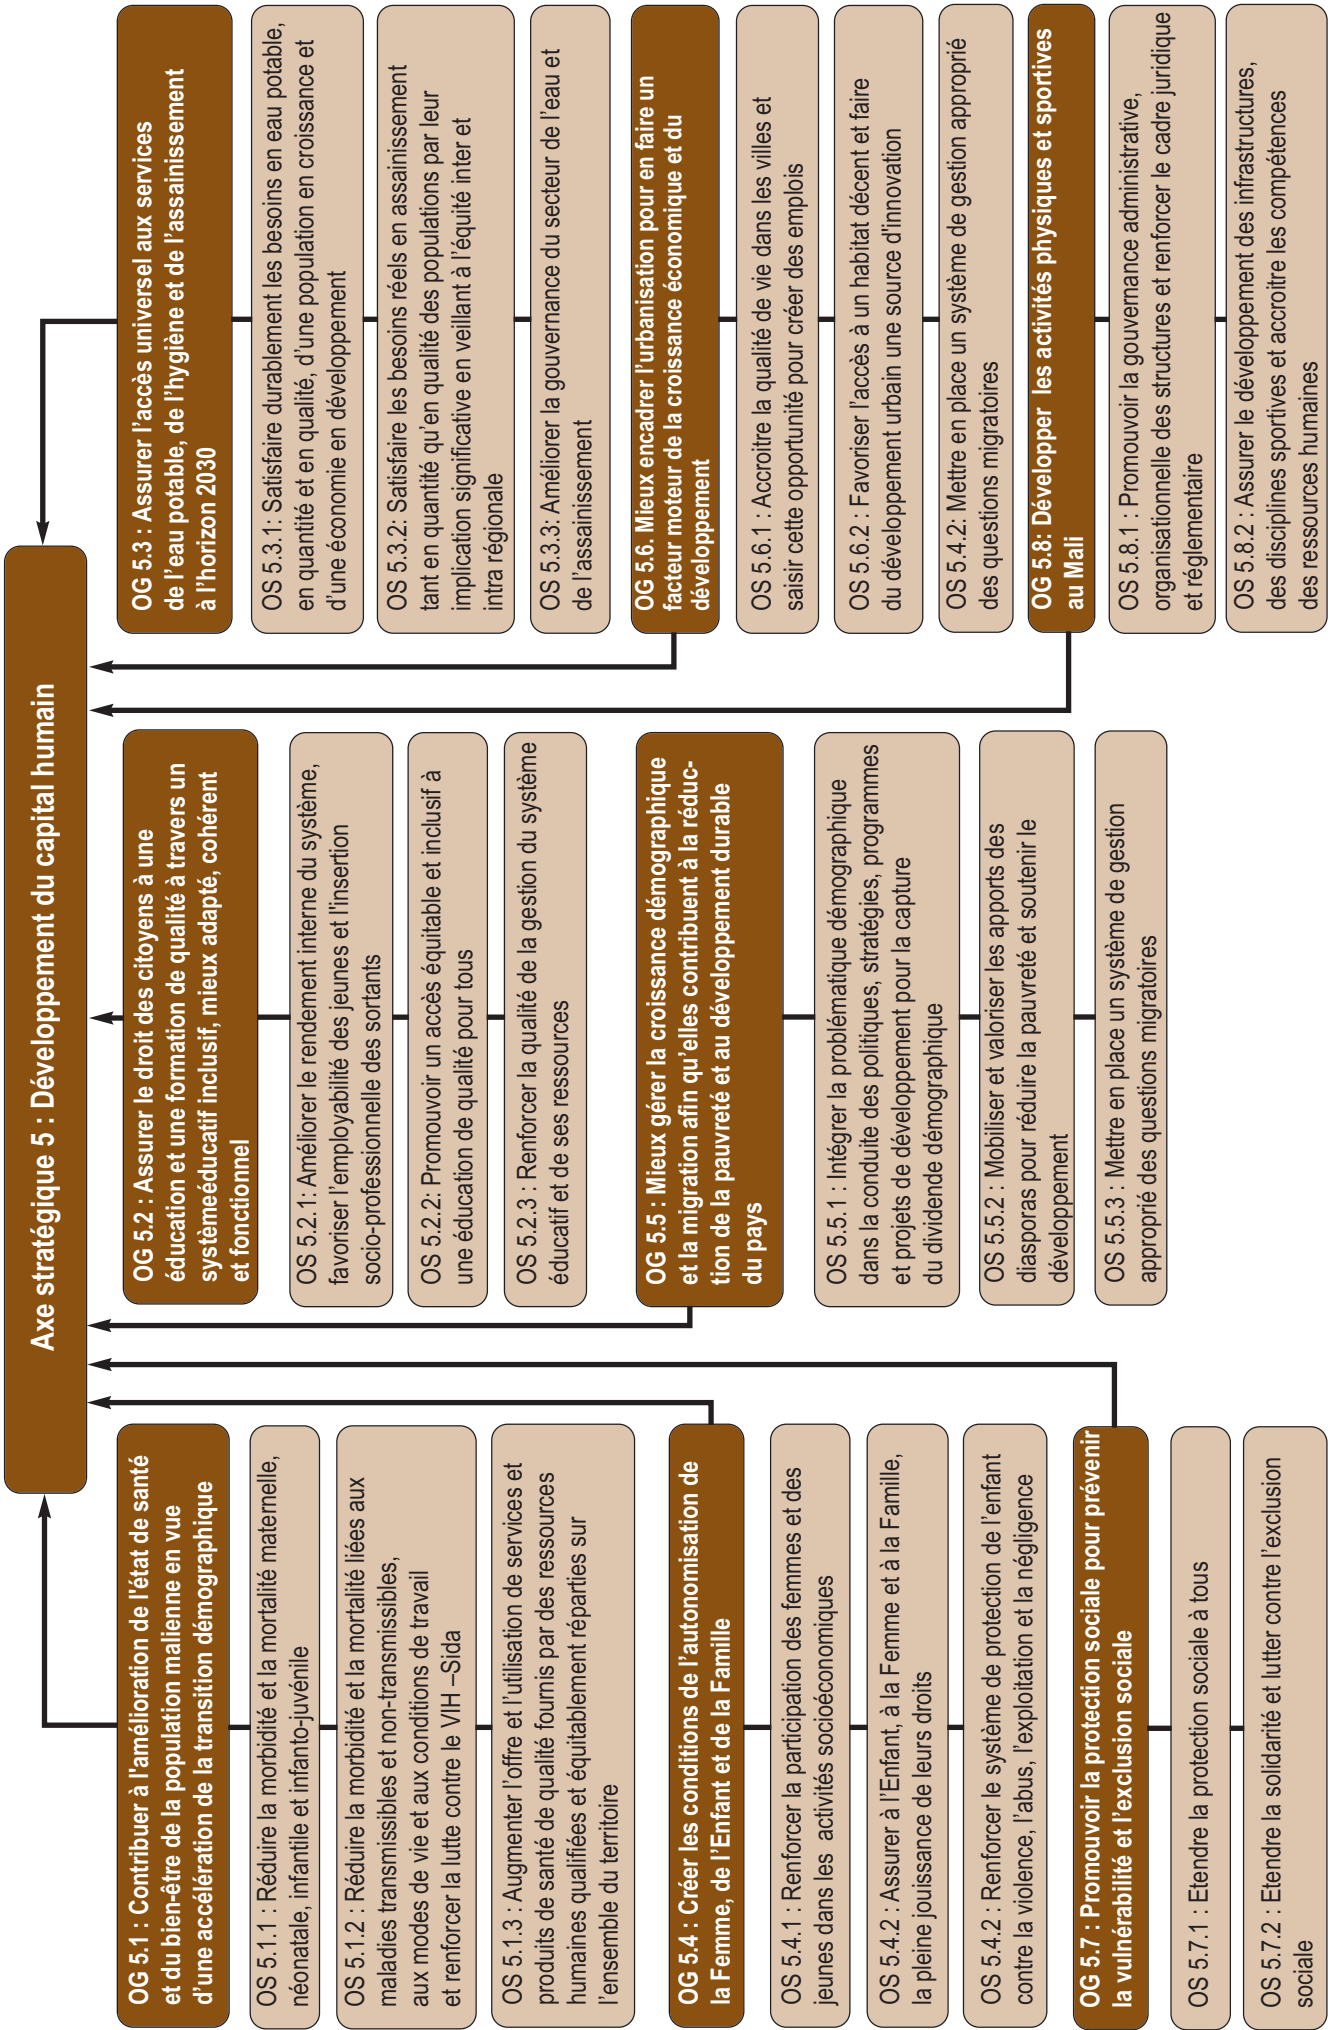 Axe stratégique 5 : Développement du capital humain
OG 5.1 : Contribuer à l'amélioration de l'état de santé
et du bien-être de la population malienne en vue
d'une accélération de la transition démographique
OS 5.1.1 : Réduire la morbidité et la mortalité maternelle,
néonatale, infantile et infanto-juvénile
OS 5.1.2 : Réduire la morbidité et la mortalité liées aux
maladies transmissibles et non-transmissibles,
aux modes de vie et aux conditions de travail
et renforcer la lutte contre le VIH –Sida
OS 5.1.3 : Augmenter l'offre et l'utilisation de services et
produits de santé de qualité fournis par des ressources
humaines qualifiées et équitablement réparties sur
l'ensemble du territoire
OG 5.4 : Créer les conditions de l'autonomisation de
la Femme, de l'Enfant et de la Famille
OS 5.4.1 : Renforcer la participation des femmes et des
jeunes dans les activités socioéconomiques
OS 5.4.2 : Assurer à l'Enfant, à la Femme et à la Famille,
la pleine jouissance de leurs droits
OS 5.4.2 : Renforcer le système de protection de l'enfant
contre la violence, l'abus, l'exploitation et la négligence
OG 5.7 : Promouvoir la protection sociale pour prévenir
la vulnérabilité et l'exclusion sociale
OS 5.7.1 : Etendre la protection sociale à tous
OS 5.7.2 : Etendre la solidarité et lutter contre l'exclusion
sociale
OG 5.2 : Assurer le droit des citoyens à une
éducation et une formation de qualité à travers un
systèmeéducatif inclusif, mieux adapté, cohérent
et fonctionnel
OS 5.2.1: Améliorer le rendement interne du système,
favoriser l'employabilité des jeunes et l'insertion
socio-professionnelle des sortants
OS 5.2.2: Promouvoir un accès équitable et inclusif à
une éducation de qualité pour tous
OS 5.2.3 : Renforcer la qualité de la gestion du système
éducatif et de ses ressources
OG 5.5 : Mieux gérer la croissance démographique
et la migration afin qu'elles contribuent à la réduc-
tion de la pauvreté et au développement durable
du pays
OS 5.5.1 : Intégrer la problématique démographique
dans la conduite des politiques, stratégies, programmes
et projets de développement pour la capture
du dividende démographique
OS 5.5.2 : Mobiliser et valoriser les apports des
diasporas pour réduire la pauvreté et soutenir le
développement
OS 5.5.3 : Mettre en place un système de gestion
approprié des questions migratoires
OG 5.3 : Assurer l'accès universel aux services
de l'eau potable, de l'hygiène et de l'assainissement
à l'horizon 2030
OS 5.3.1: Satisfaire durablement les besoins en eau potable,
en quantité et en qualité, d'une population en croissance et
d'une économie en développement
OS 5.3.2: Satisfaire les besoins réels en assainissement
tant en quantité qu'en qualité des populations par leur
implication significative en veillant à l'équité inter et
intra régionale
OS 5.3.3: Améliorer la gouvernance du secteur de l'eau et
de l'assainissement
OG 5.6. Mieux encadrer l'urbanisation pour en faire un
facteur moteur de la croissance économique et du
développement
OS 5.6.1 : Accroitre la qualité de vie dans les villes et
saisir cette opportunité pour créer des emplois
OS 5.6.2 : Favoriser l'accès à un habitat décent et faire
du développement urbain une source d'innovation
OS 5.4.2: Mettre en place un système de gestion approprié
des questions migratoires
OG 5.8: Développer les activités physiques et sportives
au Mali
OS 5.8.1 : Promouvoir la gouvernance administrative,
organisationnelle des structures et renforcer le cadre juridique
et réglementaire
OS 5.8.2 : Assurer le développement des infrastructures,
des disciplines sportives et accroitre les compétences
des ressources humaines